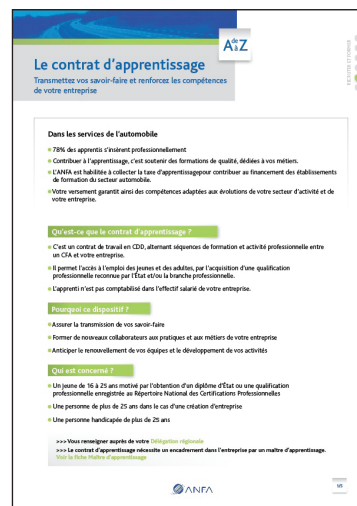 A de à Z
Le contrat d'apprentissage
Transmettez vos savoir-faire et renforcez les compétences
de votre entreprise
Dans les services de l'automobile
78% des apprentis s'insèrent professionnellement
Contribuer à l'apprentissage, c'est soutenir des formations de qualité, dédiées à vos métiers.
L'ANFA est habilitée à collecter la taxe d'apprentissagepour contribuer au financement des établissements
de formation du secteur automobile.
Votre versement garantit ainsi des compétences adaptées aux évolutions de votre secteur d'activité et de
votre entreprise.
Qu'est-ce que le contrat d'apprentissage ?
C'est un contrat de travail en CDD, alternant séquences de formation et activité professionnelle entre
un CFA et votre entreprise.
Il permet l'accès à l'emploi des jeunes et des adultes, par l'acquisition d'une qualification
professionnelle reconnue par l'État et/ou la branche professionnelle.
L'apprenti n'est pas comptabilisé dans l'effectif salarié de votre entreprise.
Pourquoi ce dispositif ?
Assurer la transmission de vos savoir-faire
Former de nouveaux collaborateurs aux pratiques et aux métiers de votre entreprise
Anticiper le renouvellement de vos équipes et le développement de vos activités
Qui est concerné ?
Un jeune de 16 à 25 ans motivé par l'obtention d'un diplôme d'État ou une qualification
professionnelle enregistrée au Répertoire National des Certifications Professionnelles
Une personne de plus de 25 ans dans le cas d'une création d'entreprise
Une personne handicapée de plus de 25 ans
>>> Vous renseigner auprès de votre Délégation régionale
>>> Le contrat d'apprentissage nécessite un encadrement dans l'entreprise par un maître d'apprentissage.
Voir la fiche Maître d'apprentissage
ANFA